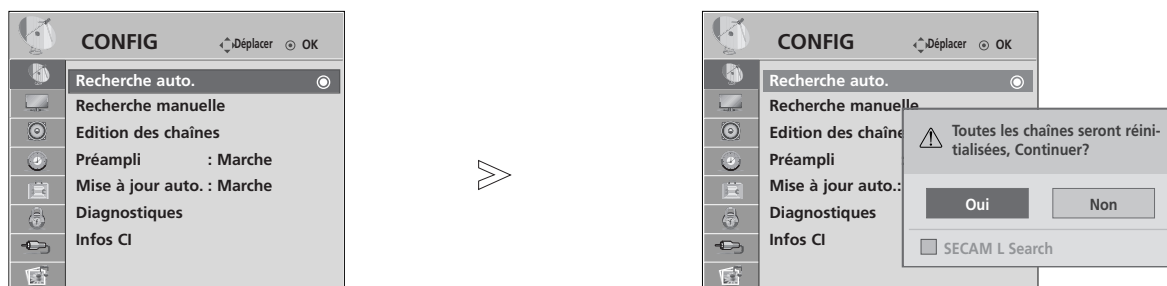 CONFIG Déplacer OK
Recherche auto.
Recherche manuelle
Edition des chaînes
Préampli : Marche
Mise à jour auto. : Marche
Diagnostiques
Infos CI
CONFIG Déplacer OK
Recherche auto.
Recherche manuelle
Edition des chaîne
Préampli
Mise à jour auto.:
Diagnostiques
Infos CI
Toutes les chaînes seront réini-
tialisées, Continuer?
Oui Non
SECAM L Search